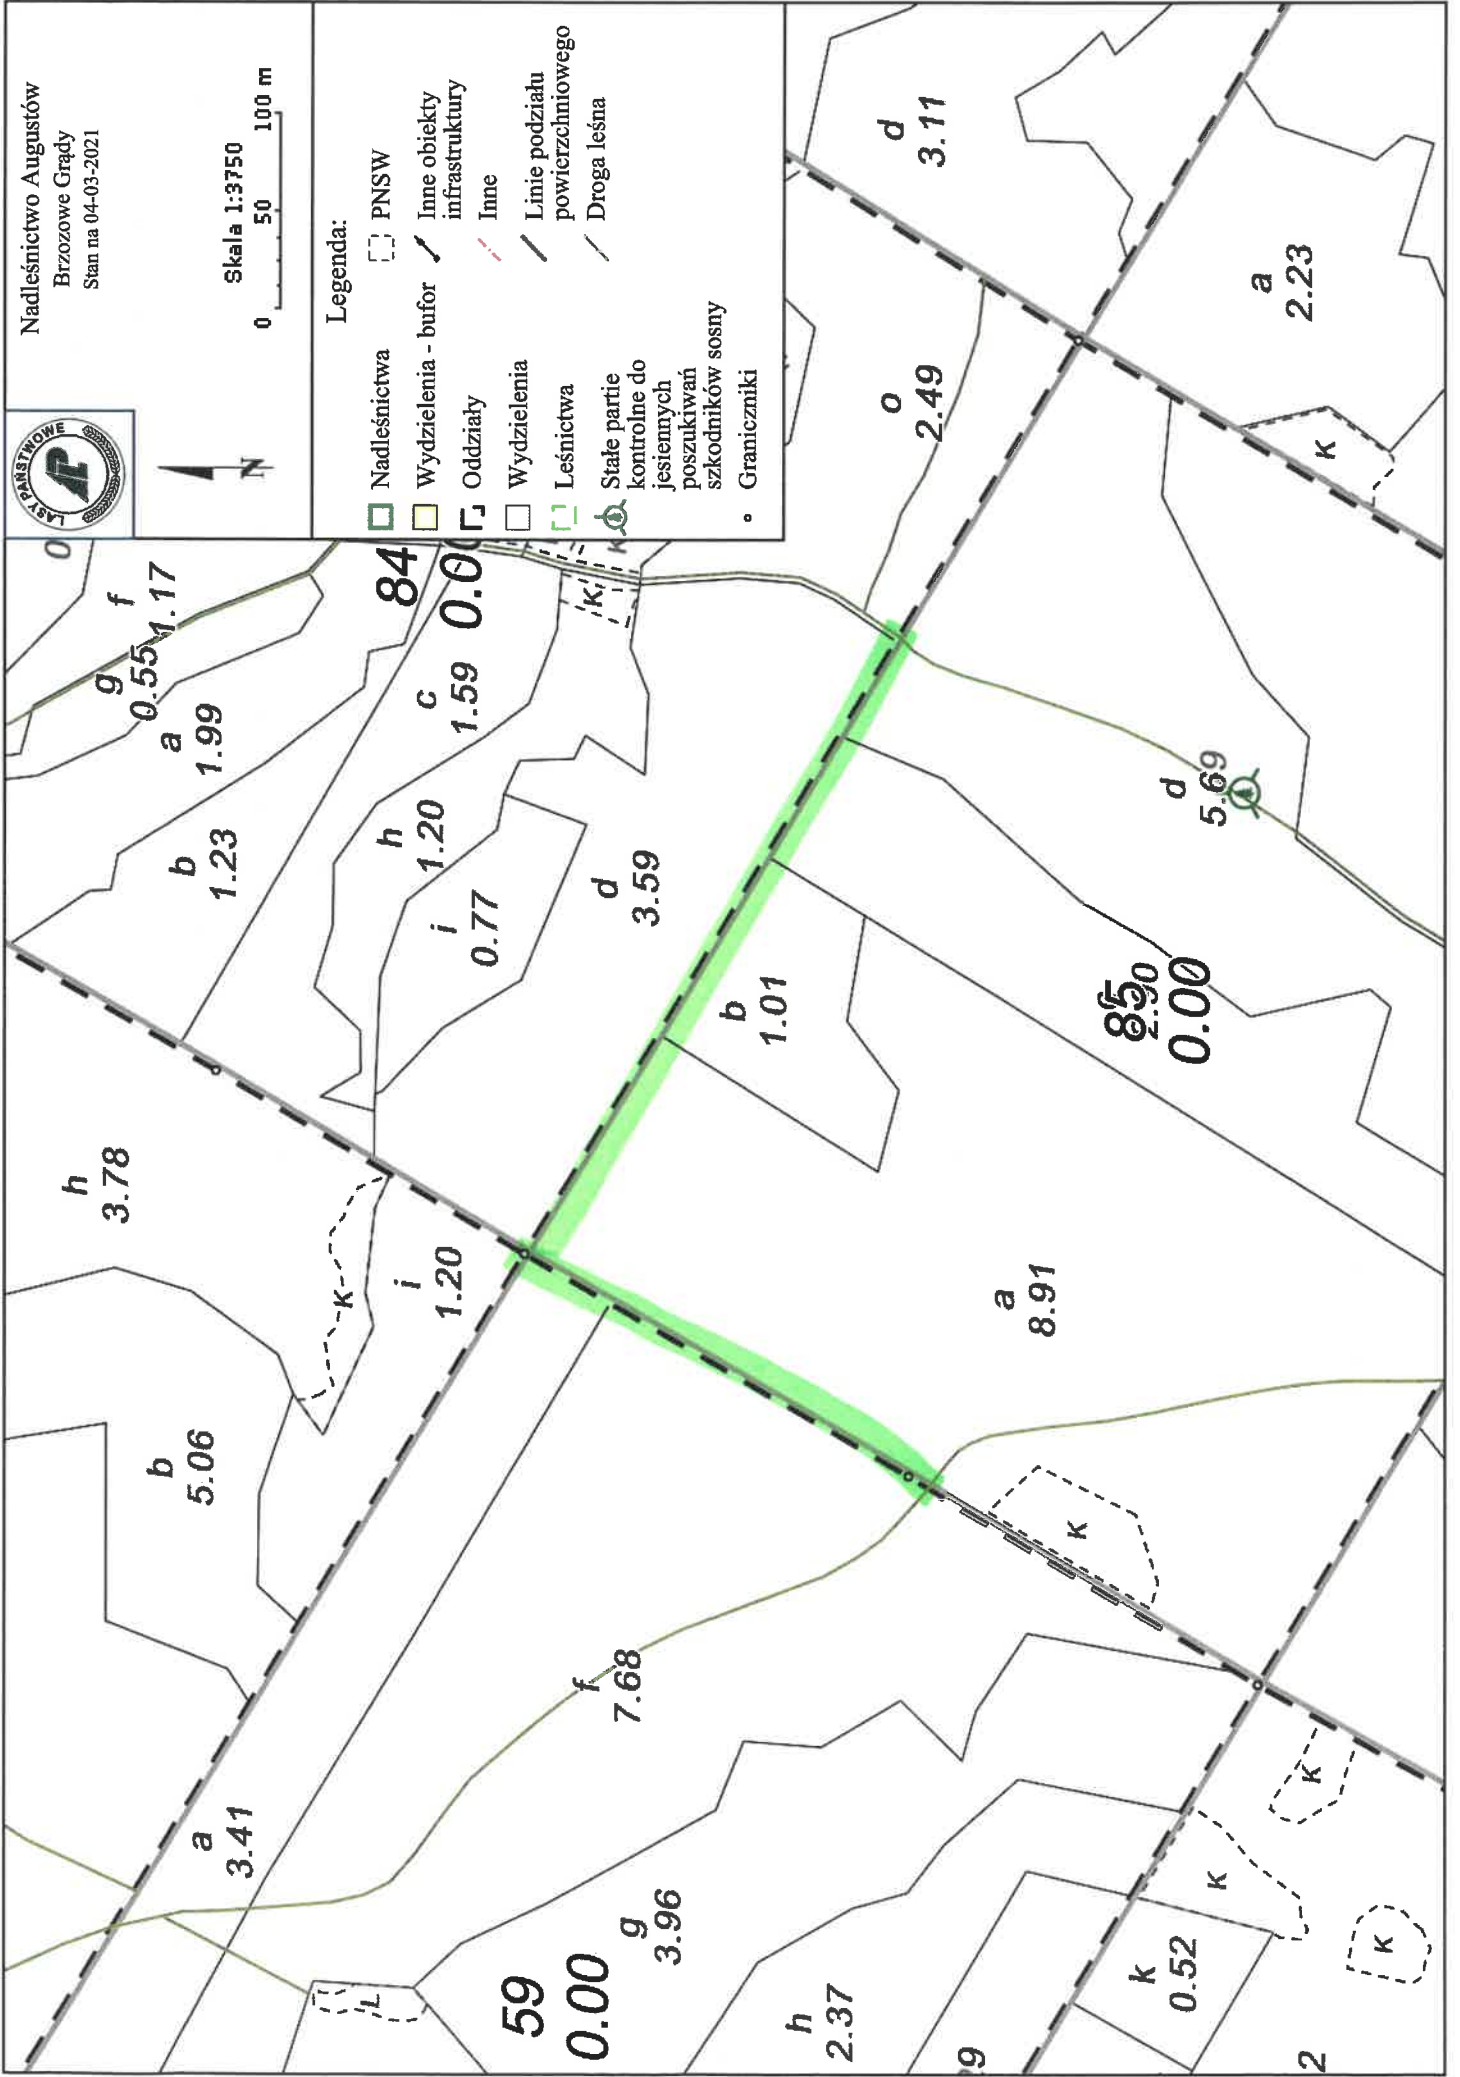 Nadleśnictwo Augustów
Brzozowe Grądy
Stan na 04-03-2021
LASY PAŃSTWOWE
N
Skala 1:3750
0 50 100 m
Legenda:
Nadleśnictwa
Wydzielenia - bufor
Oddziały
Wydzielenia
Leśnictwa
Stałe partie
kontrolne do
jesiennych
poszukiwań
szkodników sosny
Graniczniki
PNSW
Inne obiekty
infrastruktury
Inne
Linie podziału
powierzchniowego
Droga leśna
a
3.41
b
5.06
h
3.78
K
i
1.20
b
1.23
a
1.99
g
0.55
f
1.17
84
c
1.59
h
1.20
i
0.77
d
3.59
K
K
d
3.11
o
2.49
a
2.23
K
L
59
0.00
f
7.68
g
3.96
h
2.37
k
0.52
K
K
K
K
2
a
8.91
b
1.01
85
0.00
d
5.69